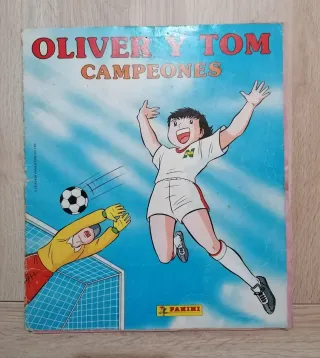 OLIVER Y TOM
CAMPEONES
N
PANINI